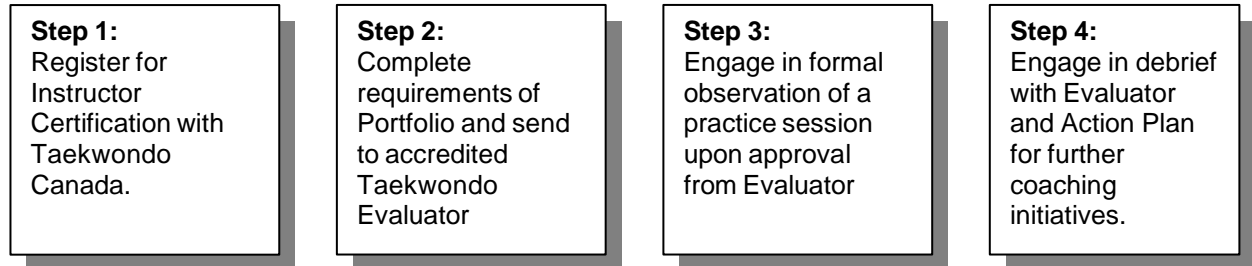 Step 1:
Register for
Instructor
Certification with
Taekwondo
Canada.
Step 2:
Complete
requirements of
Portfolio and send
to accredited
Taekwondo
Evaluator
Step 3:
Engage in formal
observation of a
practice session
upon approval
from Evaluator
Step 4:
Engage in debrief
with Evaluator
and Action Plan
for further
coaching
initiatives.